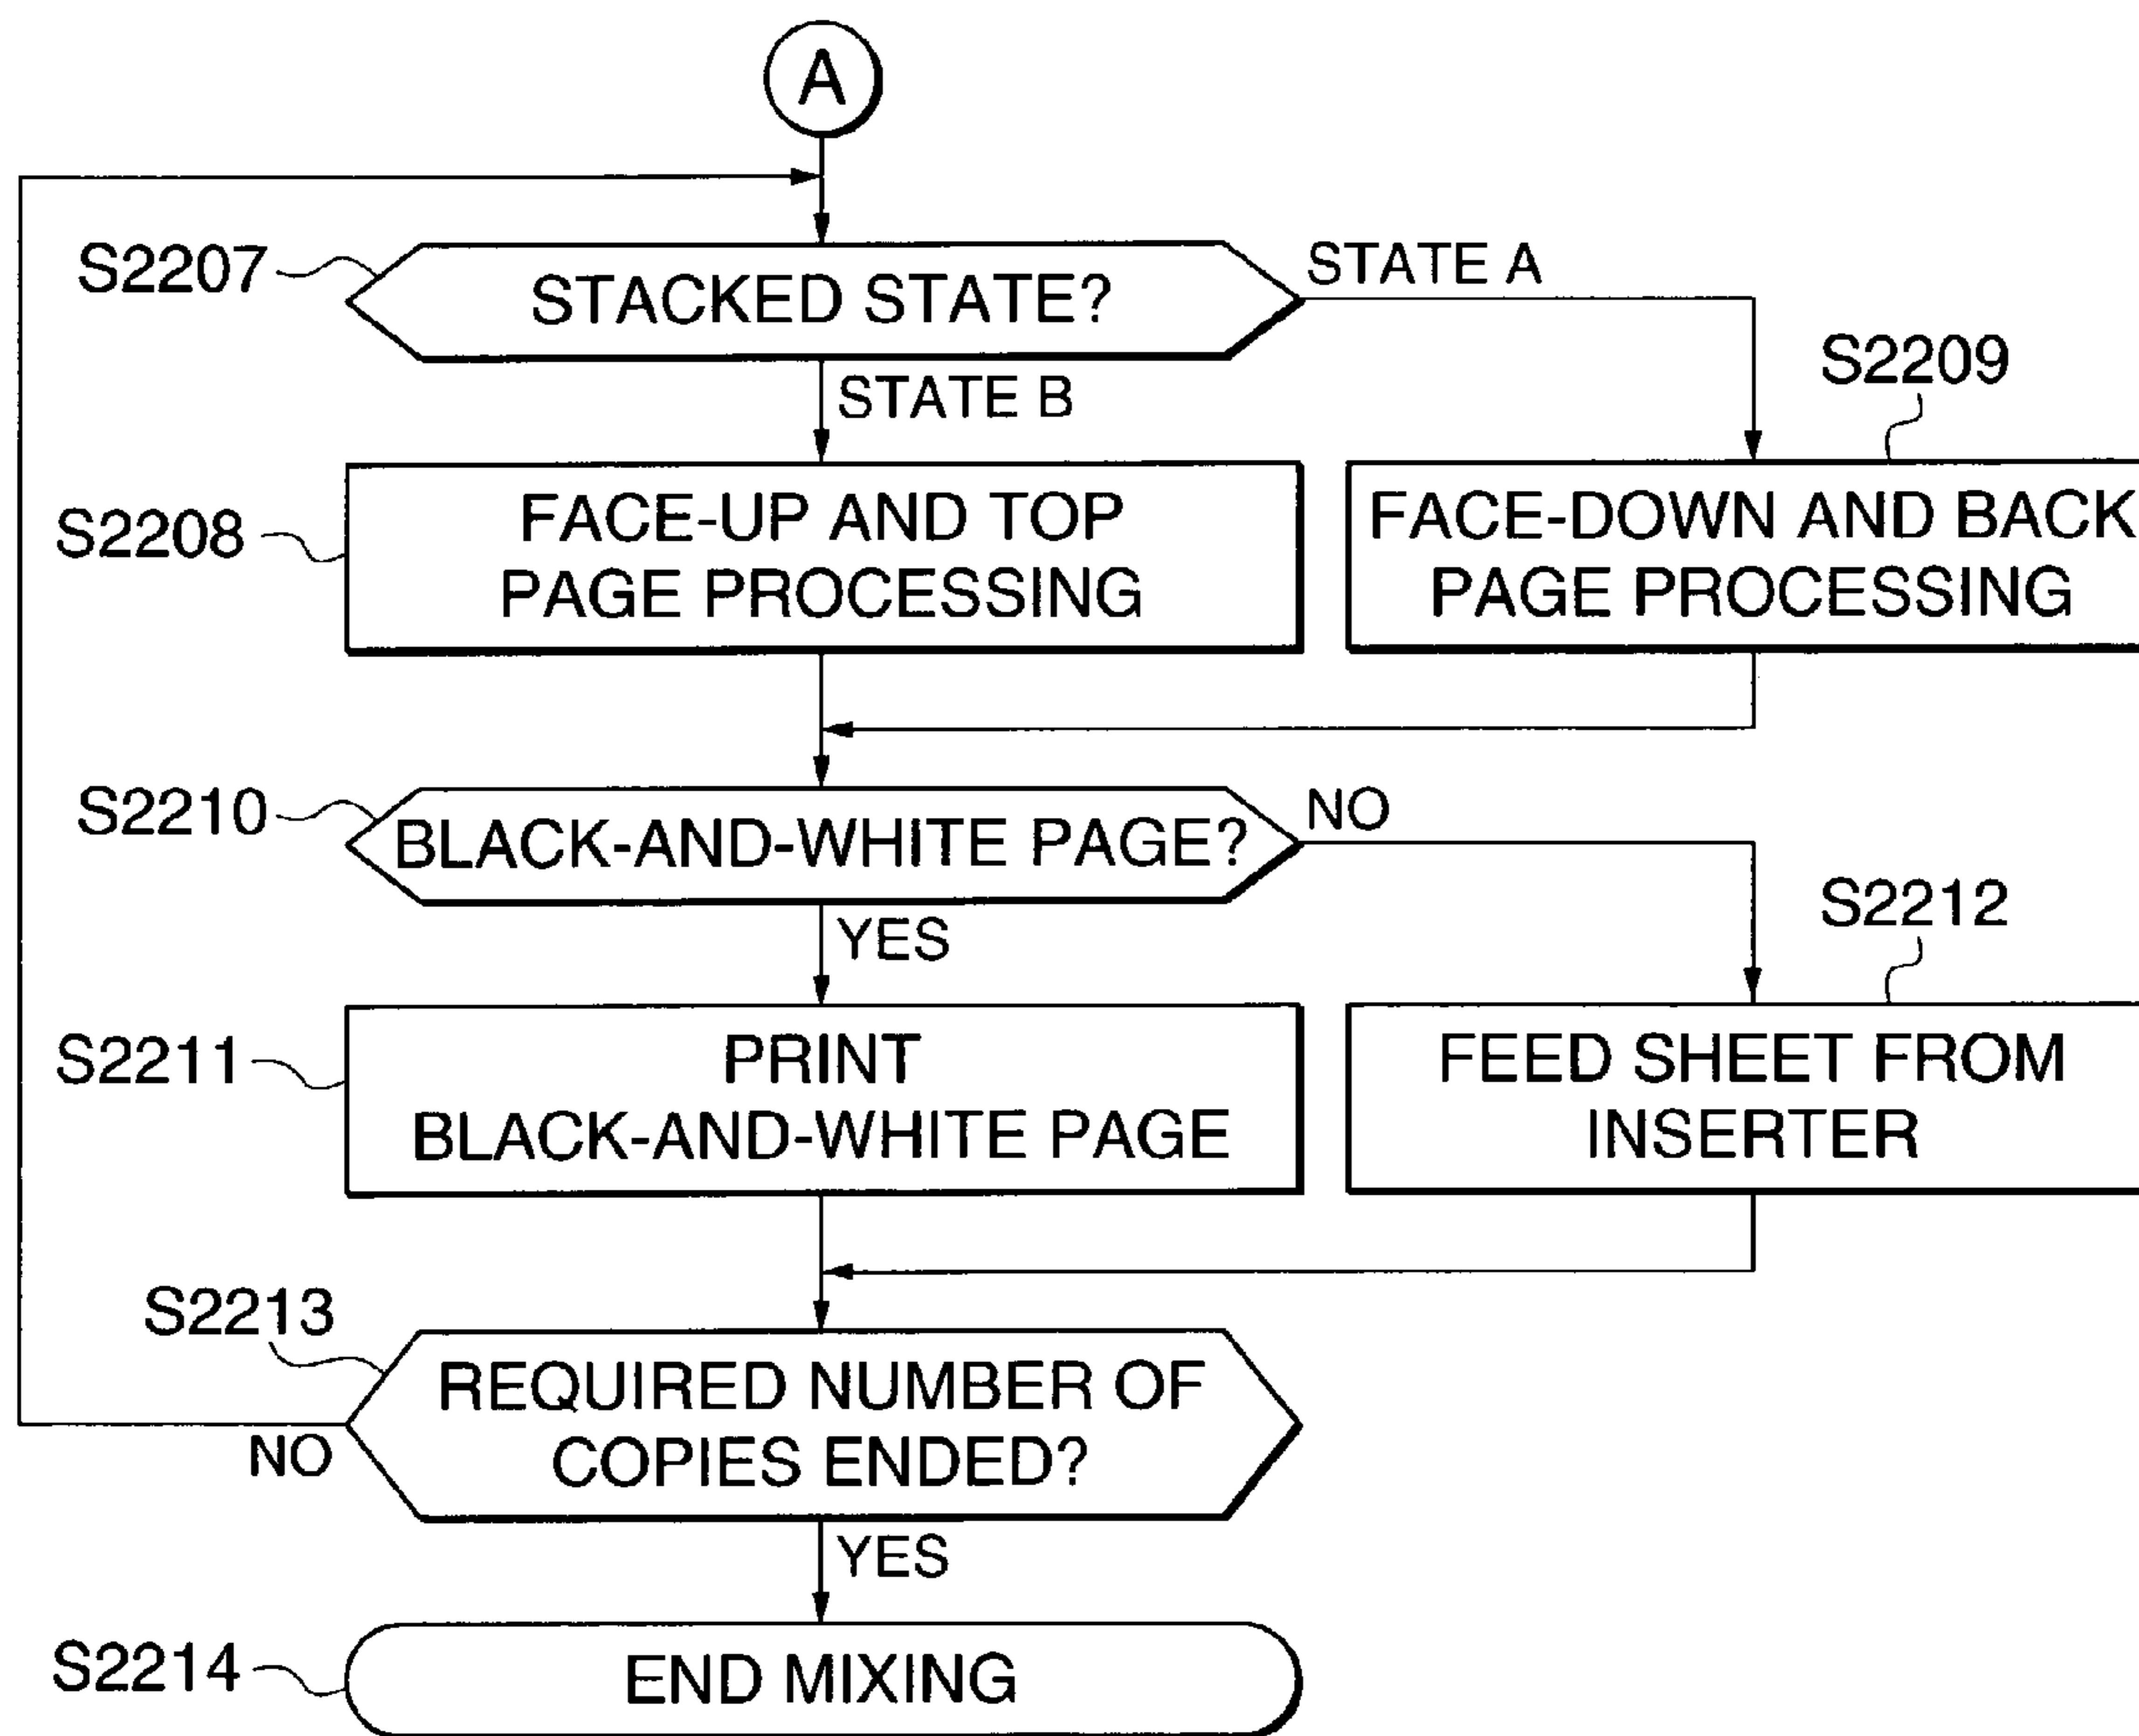 A
S2207
STACKED STATE?
STATE A
STATE B
S2208
FACE-UP AND TOP
PAGE PROCESSING
S2209
FACE-DOWN AND BACK
PAGE PROCESSING
S2210
BLACK-AND-WHITE PAGE?
NO
YES
S2211
PRINT
BLACK-AND-WHITE PAGE
S2212
FEED SHEET FROM
INSERTER
S2213
REQUIRED NUMBER OF
COPIES ENDED?
NO
YES
S2214
END MIXING